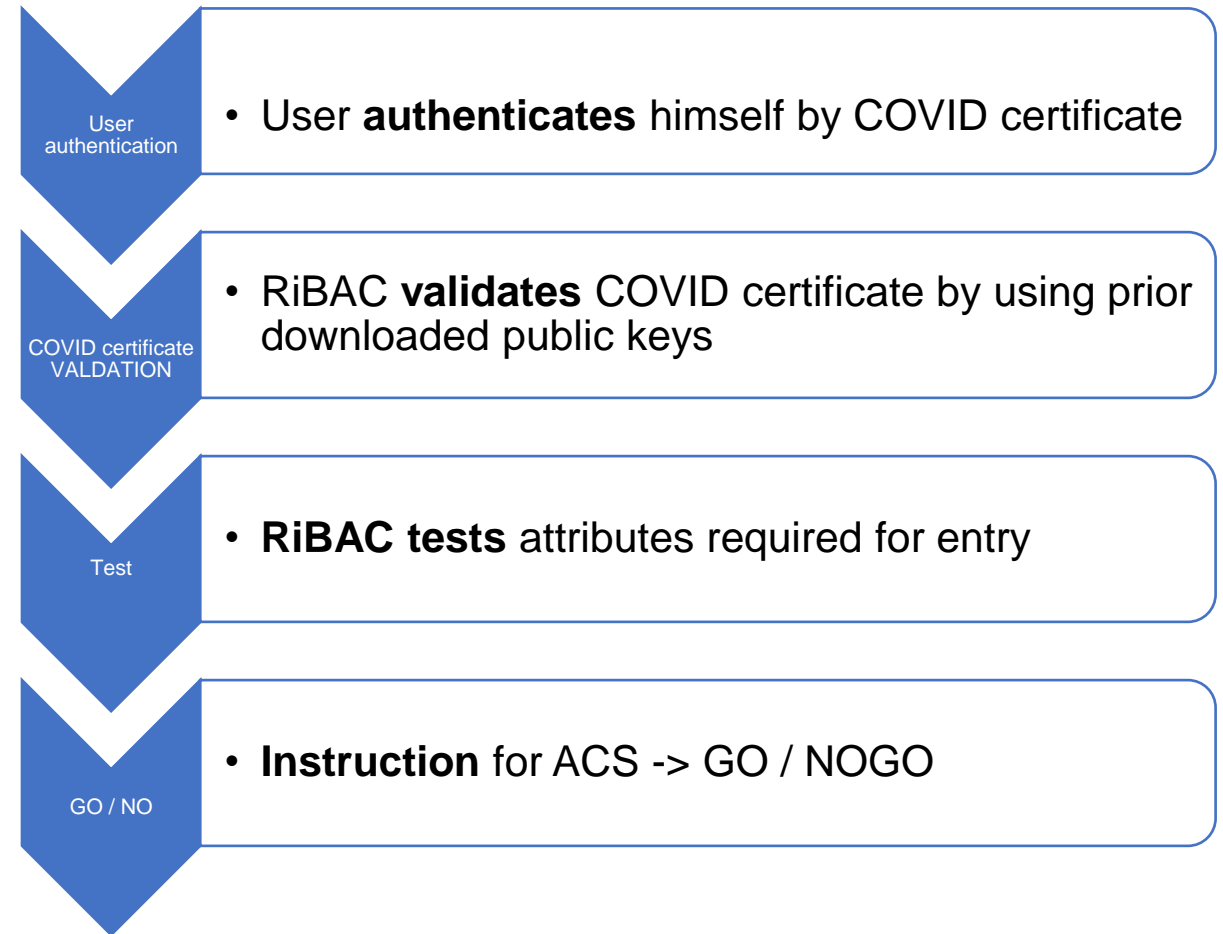 User
authentication
• User authenticates himself by COVID certificate
COVID certificate
VALDATION
• RiBAC validates COVID certificate by using prior
downloaded public keys
Test
• RiBAC tests attributes required for entry
GO / NO
• Instruction for ACS -> GO / NOGO